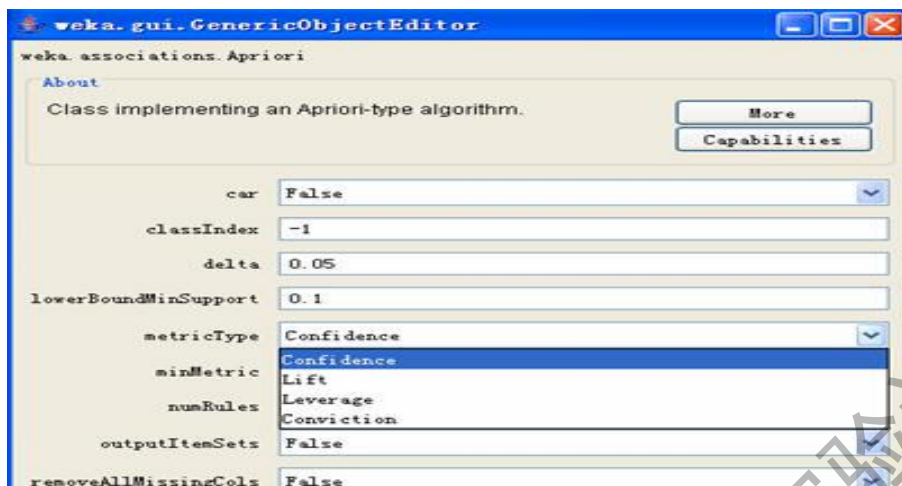 weka.gui.GenericObjectEditor
weka.associations.Apriori
About
Class implementing an Apriori-type algorithm.
More
Capabilities
car False
classIndex -1
delta 0.05
lowerBoundMinSupport 0.1
metricType Confidence
Confidence
minMetric
Lift
numRules
Leverage
Conviction
outputItemSets False
removeAllMissingCols False